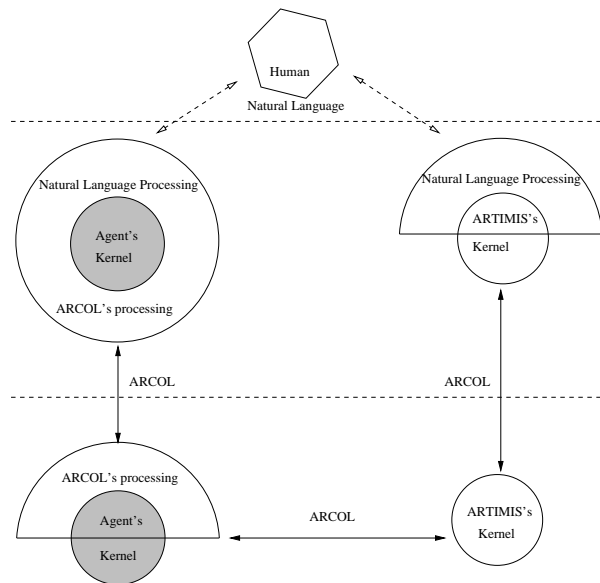 Human
Natural Language
Natural Language Processing
Agent's
Kernel
ARCOL's processing
Natural Language Processing
ARTIMIS's
Kernel
ARCOL
ARCOL
ARCOL's processing
Agent's
Kernel
ARCOL
ARTIMIS's
Kernel